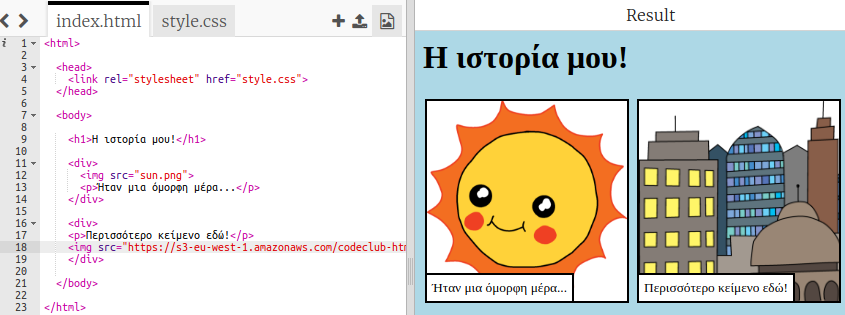 index.html style.css
1 <html>
2
3 <head>
4 <link rel="stylesheet" href="style.css">
5 </head>
6
7 <body>
8
9 <h1>Η ιστορία μου!</h1>
10
11 <div>
12 <img src="sun.png">
13 <p>Ήταν μια όμορφη μέρα...</p>
14 </div>
15
16 <div>
17 <p>Περισσότερο κείμενο εδώ!</p>
18 <img src="https://s3-eu-west-1.amazonaws.com/codeclub-htm
19 </div>
20
21 </body>
22
23 </html>
Result
Η ιστορία μου!
Ήταν μια όμορφη μέρα...
Περισσότερο κείμενο εδώ!